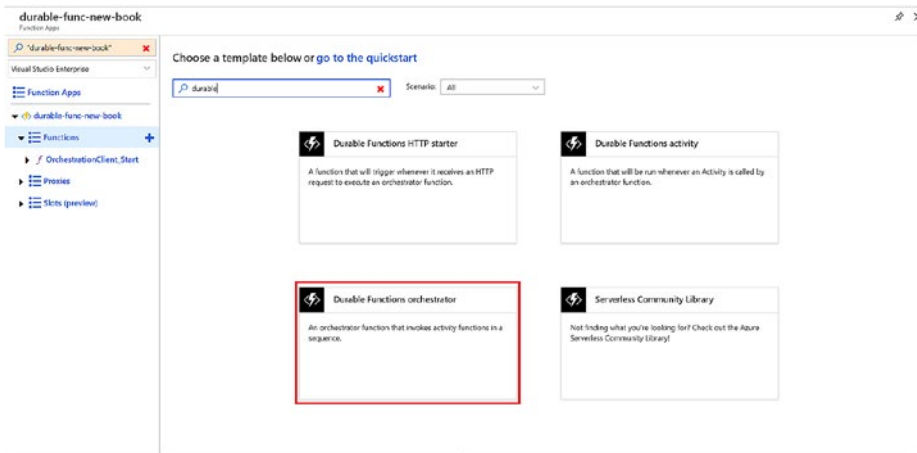 durable-func-new-book
Function Apps
"durable-func-new-book"
Visual Studio Enterprise
Function Apps
durable-func-new-book
Functions
OrchestrationClient_Start
Proxies
Slots (preview)
Choose a template below or go to the quickstart
durable
Scenario: All
Durable Functions HTTP starter
A function that will trigger whenever it receives an HTTP
request to execute an orchestrator function.
Durable Functions activity
A function that will be run whenever an Activity is called by
an orchestrator function.
Durable Functions orchestrator
An orchestrator function that invokes activity functions in a
sequence.
Serverless Community Library
Not finding what you're looking for? Check out the Azure
Serverless Community Library!